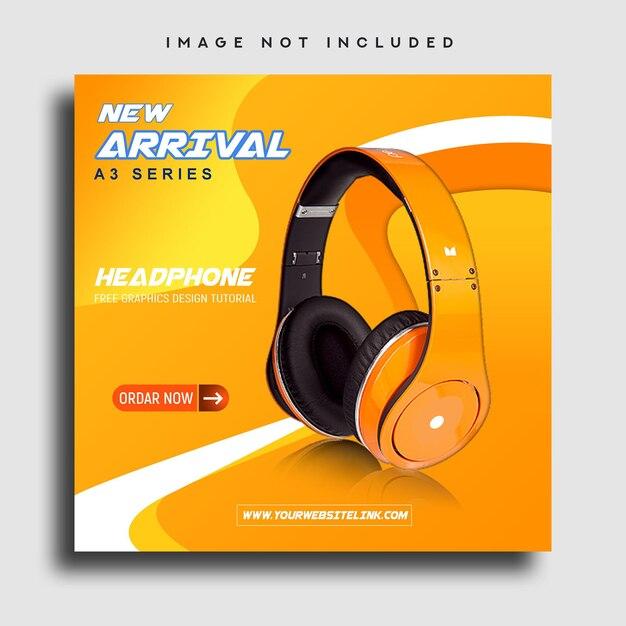 IMAGE NOT INCLUDED
NEW
ARRIVAL
A3 SERIES
HEADPHONE
FREE GRAPHICS DESIGN TUTORIAL
ORDAR NOW
WWW.YOURWEBSITELINK.COM